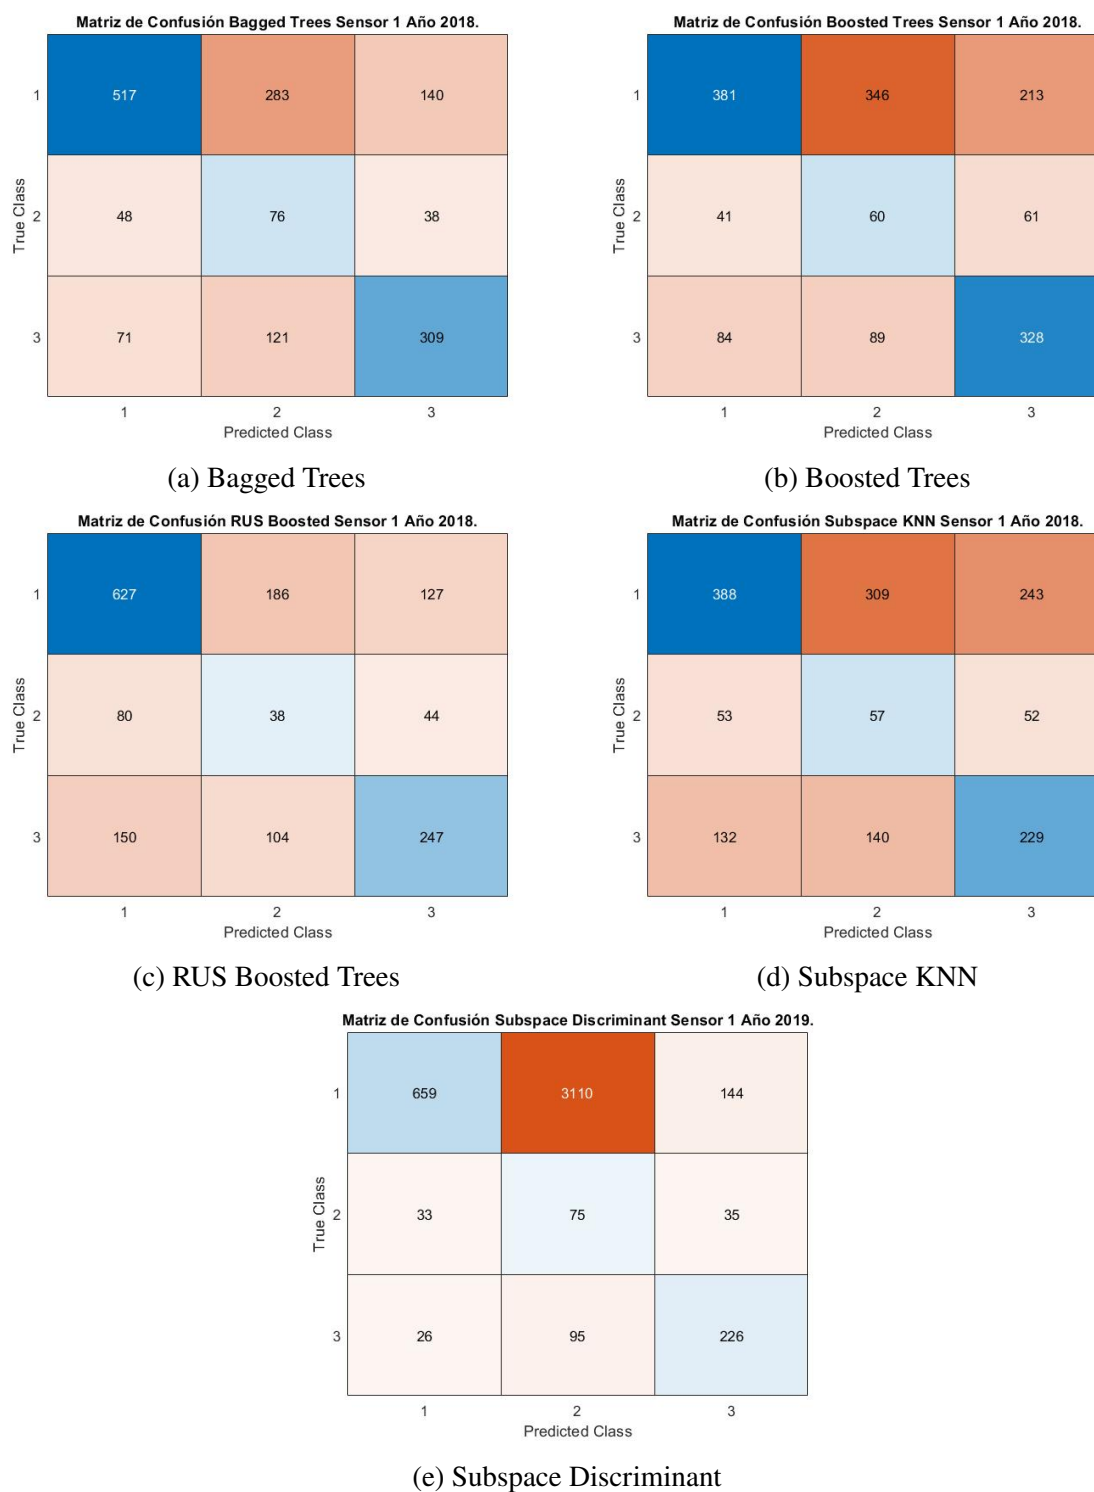 Matriz de Confusión Bagged Trees Sensor 1 Año 2018.
1 517 283 140
2 48 76 38
3 71 121 309
True Class
1 2 3
Predicted Class
(a) Bagged Trees
Matriz de Confusión Boosted Trees Sensor 1 Año 2018.
1 381 346 213
2 41 60 61
3 84 89 328
True Class
1 2 3
Predicted Class
(b) Boosted Trees
Matriz de Confusión RUS Boosted Sensor 1 Año 2018.
1 627 186 127
2 80 38 44
3 150 104 247
True Class
1 2 3
Predicted Class
(c) RUS Boosted Trees
Matriz de Confusión Subspace KNN Sensor 1 Año 2018.
1 388 309 243
2 53 57 52
3 132 140 229
True Class
1 2 3
Predicted Class
(d) Subspace KNN
Matriz de Confusión Subspace Discriminant Sensor 1 Año 2019.
1 659 3110 144
2 33 75 35
3 26 95 226
True Class
1 2 3
Predicted Class
(e) Subspace Discriminant